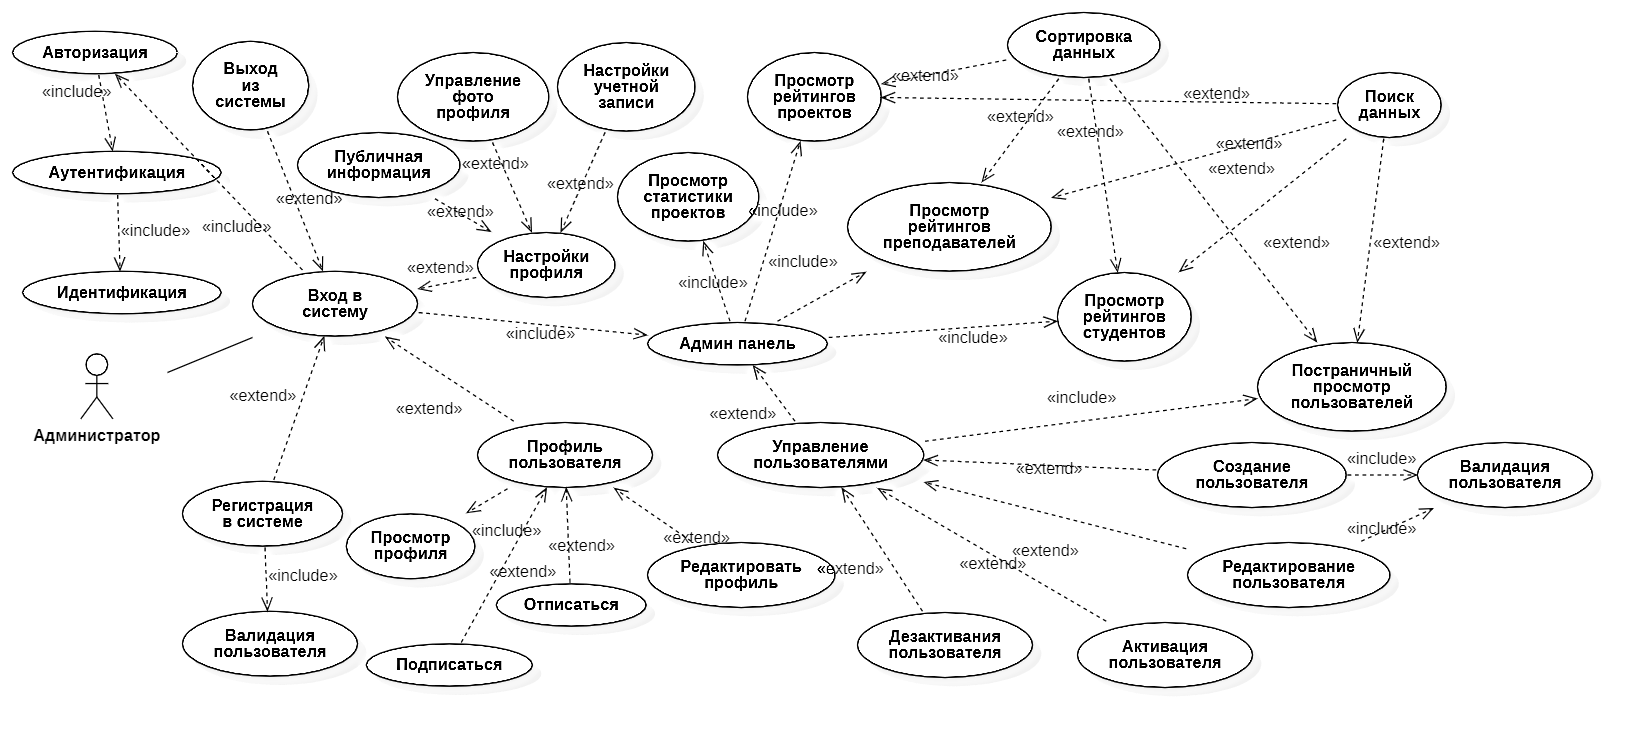 Авторизация
«include»
Аутентификация
«include»
Идентификация
Выход
из
системы
«extend»
«include»
Управление
фото
профиля
«extend»
Настройки
учетной
записи
«extend»
Публичная
информация
«extend»
Настройки
профиля
«extend»
Вход в
систему
«include»
Администратор
«extend»
«extend»
Регистрация
в системе
«include»
Валидация
пользователя
Профиль
пользователя
Просмотр
профиля
«include»
«extend»
«extend»
«extend»
Подписаться
Отписаться
Редактировать
профиль
Просмотр
рейтингов
проектов
Просмотр
статистики
проектов
«include»
«include»
«include»
«include»
Админ панель
Просмотр
рейтингов
преподавателей
Просмотр
рейтингов
студентов
Сортировка
данных
«extend»
«extend»
«extend»
«extend»
Поиск
данных
«extend»
«extend»
«extend»
«extend»
Постраничный
просмотр
пользователей
«include»
«extend»
Управление
пользователями
«extend»
Создание
пользователя
«include»
Валидация
пользователя
«include»
Редактирование
пользователя
«extend»
«extend»
«extend»
Дезактивания
пользователя
Активация
пользователя